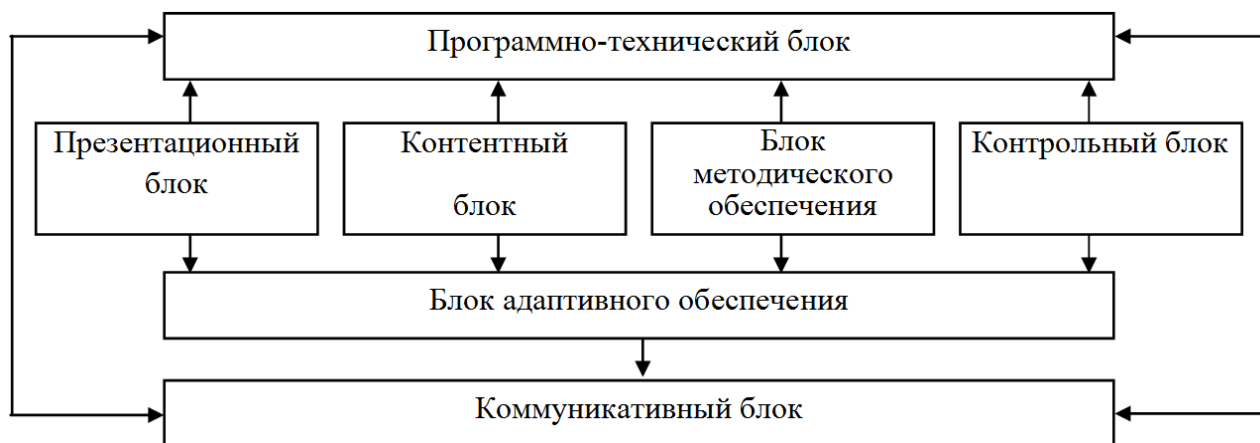 Программно-технический блок
Презентационный
блок
Контентный
блок
Блок
методического
обеспечения
Контрольный блок
Блок адаптивного обеспечения
Коммуникативный блок